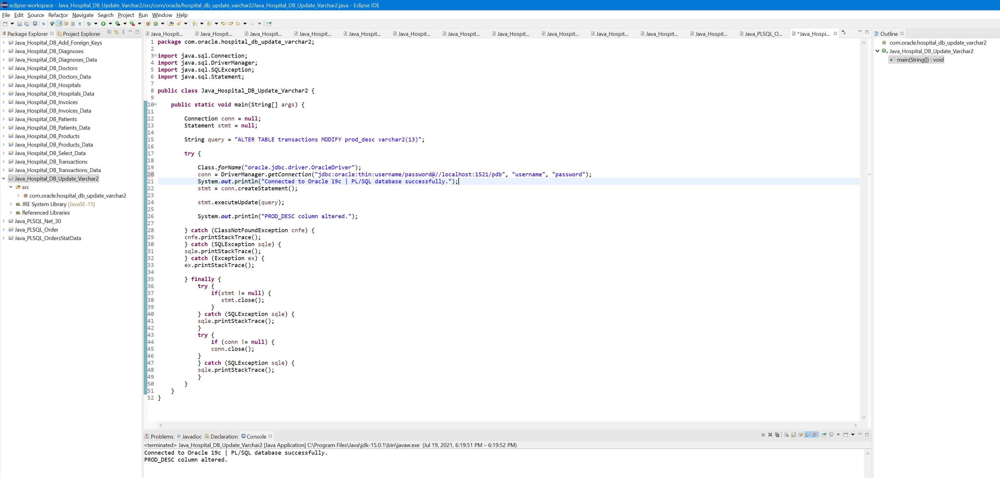 eclipse-workspace - Java_Hospital_DB_Update_Varchar2/src/com/oracle/hospital_db_update_varchar2/Java_Hospital_DB_Update_Varchar2.java - Eclipse IDE
File Edit Source Refactor Navigate Search Project Run Window Help
Package Explorer Project Explorer
Java_Hospital_DB_Add_Foreign_Keys
Java_Hospital_DB_Diagnoses
Java_Hospital_DB_Diagnoses_Data
Java_Hospital_DB_Doctors
Java_Hospital_DB_Doctors_Data
Java_Hospital_DB_Hospitals
Java_Hospital_DB_Hospitals_Data
Java_Hospital_DB_Invoices
Java_Hospital_DB_Invoices_Data
Java_Hospital_DB_Patients
Java_Hospital_DB_Patients_Data
Java_Hospital_DB_Products
Java_Hospital_DB_Products_Data
Java_Hospital_DB_Select_Data
Java_Hospital_DB_Transactions
Java_Hospital_DB_Transactions_Data
Java_Hospital_DB_Update_Varchar2
src
com.oracle.hospital_db_update_varchar2
JRE System Library [JavaSE-15]
Referenced Libraries
Java_PLSQL_Net_30
Java_PLSQL_Order
Java_PLSQL_OrdersStatData
Java_Hospit... Java_Hospit... Java_Hospit... Java_Hospit... Java_Hospit... Java_Hospit... Java_Hospit... Java_Hospit... Java_Hospit... Java_Hospit... Java_Hospit... Java_Hospit... Java_PLSQL_O... *Java_Hospi... »4
1 package com.oracle.hospital_db_update_varchar2;
2
3 import java.sql.Connection;
4 import java.sql.DriverManager;
5 import java.sql.SQLException;
6 import java.sql.Statement;
7
8 public class Java_Hospital_DB_Update_Varchar2 {
9
10 public static void main(String[] args) {
11
12 Connection conn = null;
13 Statement stmt = null;
14
15 String query = "ALTER TABLE transactions MODIFY prod_desc varchar2(13)";
16
17 try {
18
19 Class.forName("oracle.jdbc.driver.OracleDriver");
20 conn = DriverManager.getConnection("jdbc:oracle:thin:username/password@//localhost:1521/pdb", "username", "password");
21 System.out.println("Connected to Oracle 19c | PL/SQL database successfully.");
22 stmt = conn.createStatement();
23
24 stmt.executeUpdate(query);
25
26 System.out.println("PROD_DESC column altered.");
27
28 } catch (ClassNotFoundException cnfe) {
29 cnfe.printStackTrace();
30 } catch (SQLException sqle) {
31 sqle.printStackTrace();
32 } catch (Exception ex) {
33 ex.printStackTrace();
34
35 } finally {
36 try {
37 if(stmt != null) {
38 stmt.close();
39 }
40 } catch (SQLException sqle) {
41 sqle.printStackTrace();
42 }
43 try {
44 if (conn != null) {
45 conn.close();
46 }
47 } catch (SQLException sqle) {
48 sqle.printStackTrace();
49 }
50 }
51 }
52 }
Problems Javadoc Declaration Console
<terminated> Java_Hospital_DB_Update_Varchar2 [Java Application] C:\Program Files\Java\jdk-15.0.1\bin\javaw.exe (Jul 19, 2021, 6:19:51 PM – 6:19:52 PM)
Connected to Oracle 19c | PL/SQL database successfully.
PROD_DESC column altered.
Outline
com.oracle.hospital_db_update_varchar2
Java_Hospital_DB_Update_Varchar2
main(String[]) : void